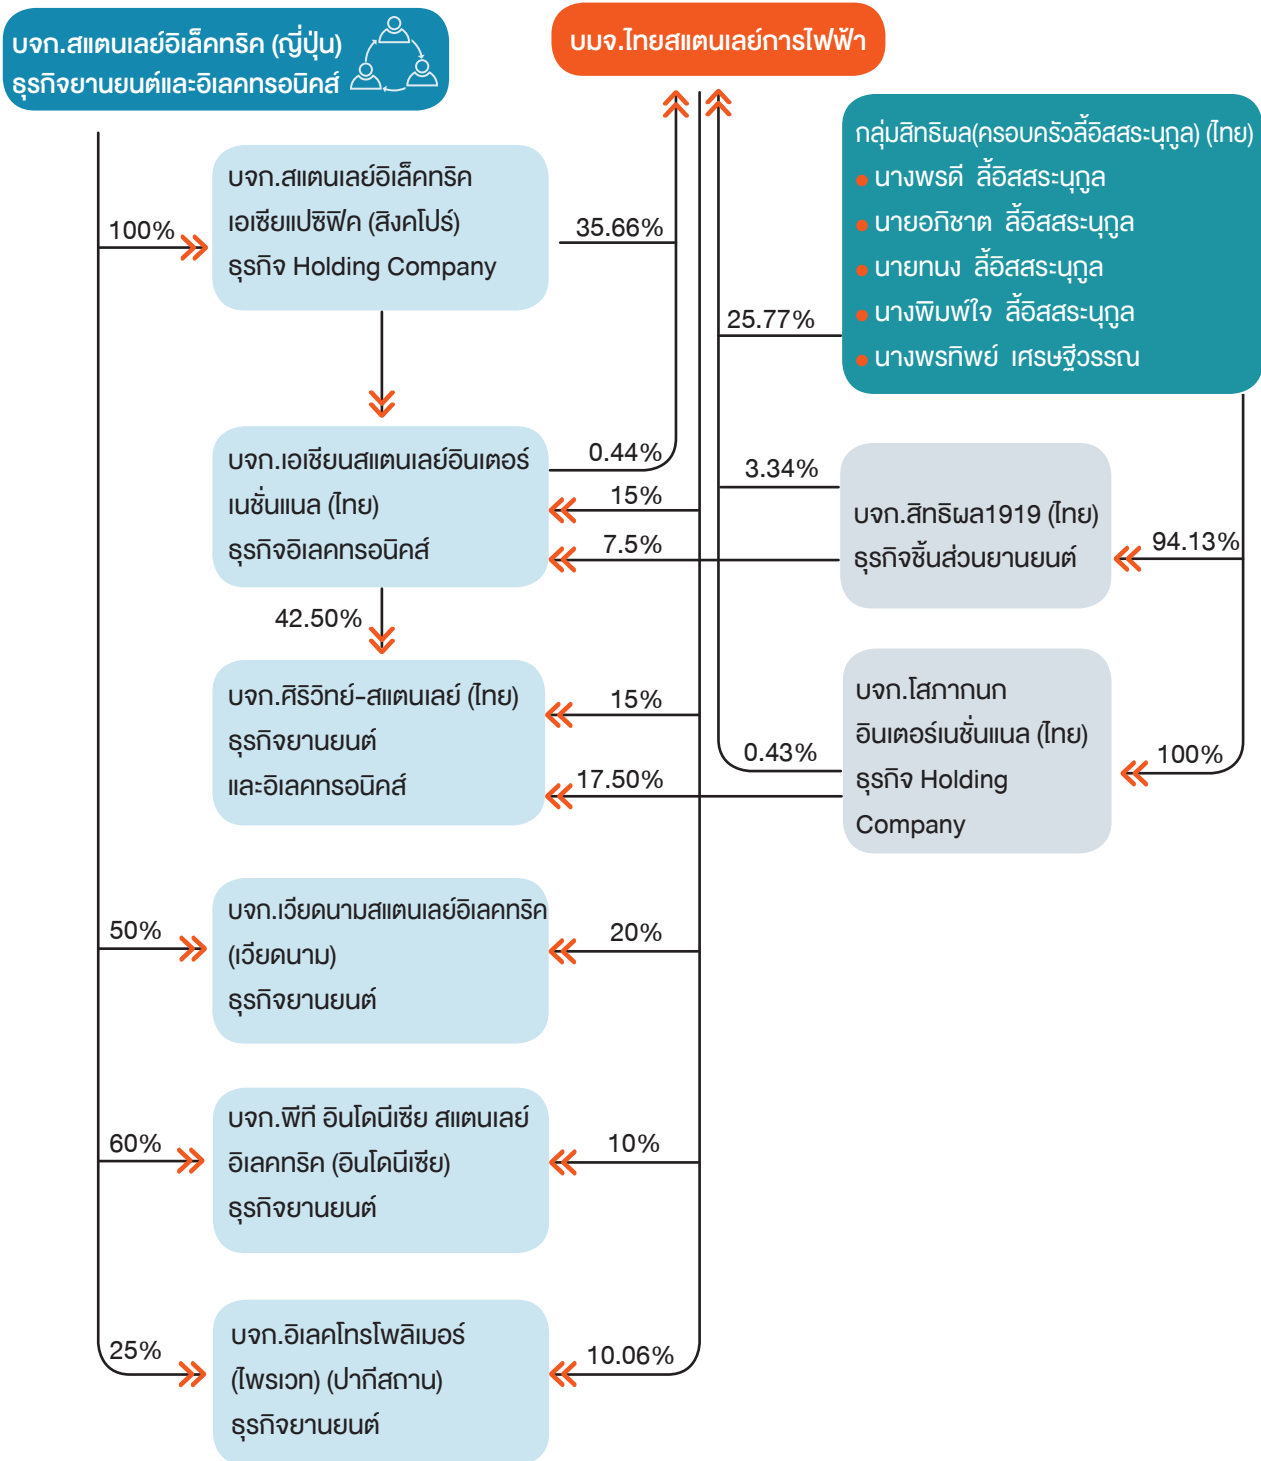 บจก.สแตนเลย์อิเล็คทริค (ญี่ปุ่น)
ธุรกิจยานยนต์และอิเลคทรอนิคส์
บมจ.ไทยสแตนเลย์การไฟฟ้า
กลุ่มสิทธิผล(ครอบครัวลี้อิสสระนุกูล) (ไทย)
นางพรดี ลี้อิสสระนุกูล
นายอภิชาต ลี้อิสสระนุกูล
นายทนง ลี้อิสสระนุกูล
นางพิมพ์ใจ ลี้อิสสระนุกูล
นางพรทิพย์ เศรษฐีวรรณ
บจก.สแตนเลย์อิเล็คทริค
เอเซียแปซิฟิค (สิงคโปร์)
ธุรกิจ Holding Company
100%
35.66%
25.77%
บจก.เอเชียนสแตนเลย์อินเตอร์
เนชั่นแนล (ไทย)
ธุรกิจอิเลคทรอนิคส์
0.44%
15%
7.5%
3.34%
บจก.สิทธิผล1919 (ไทย)
ธุรกิจชิ้นส่วนยานยนต์
94.13%
42.50%
บจก.ศิริวิทย์-สแตนเลย์ (ไทย)
ธุรกิจยานยนต์
และอิเลคทรอนิคส์
15%
17.50%
0.43%
บจก.โสภากนก
อินเตอร์เนชั่นแนล (ไทย)
ธุรกิจ Holding
Company
100%
50%
บจก.เวียดนามสแตนเลย์อิเลคทริค
(เวียดนาม)
ธุรกิจยานยนต์
20%
60%
บจก.พีที อินโดนีเซีย สแตนเลย์
อิเลคทริค (อินโดนีเซีย)
ธุรกิจยานยนต์
10%
25%
บจก.อิเลคโทรโพลิเมอร์
(ไพรเวท) (ปากีสถาน)
ธุรกิจยานยนต์
10.06%